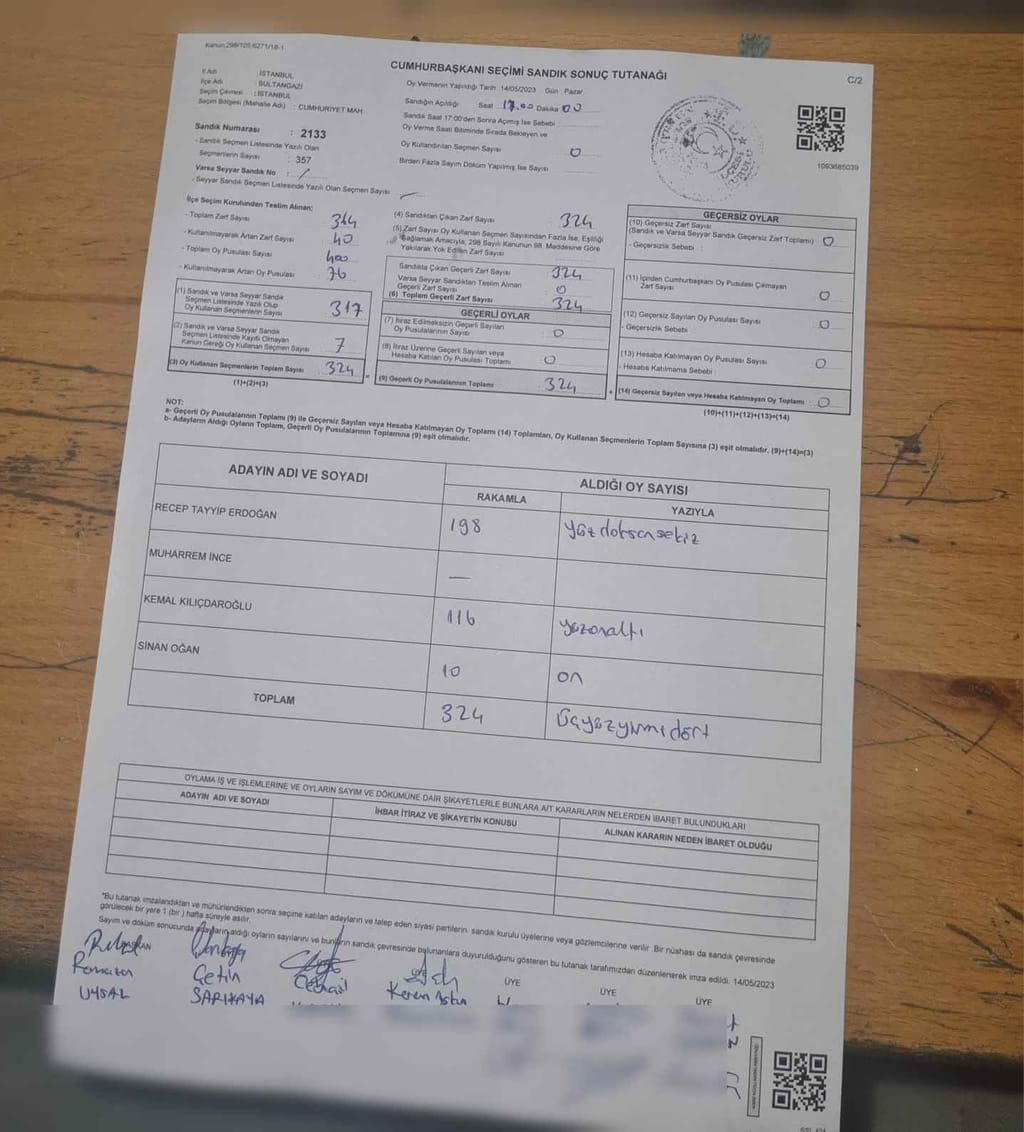 Kanun:298/105,6271/18-1
CUMHURBAŞKANI SEÇİMİ SANDIK SONUÇ TUTANAĞI
C/2
İl Adı : İSTANBUL
İlçe Adı : SULTANGAZİ
Seçim Çevresi : İSTANBUL
Seçim Bölgesi (Mahalle Adı) : CUMHURİYET MAH.
Sandık Numarası : 2133
- Sandık Seçmen Listesinde Yazılı Olan
Seçmenlerin Sayısı : 357
Varsa Seyyar Sandık No : /
- Seyyar Sandık Seçmen Listesinde Yazılı Olan Seçmen Sayısı
Oy Vermenin Yapıldığı Tarih 14/05/2023 Gün Pazar
Sandığın Açıldığı Saat 17.00 Dakika 00
Sandık Saat 17:00'den Sonra Açılmış İse Sebebi
Oy Verme Saati Bitiminde Sırada Bekleyen ve
Oy Kullandırılan Seçmen Sayısı 0
Birden Fazla Sayım Döküm Yapılmış İse Sayısı
1093685039
İlçe Seçim Kurulundan Teslim Alınan;
- Toplam Zarf Sayısı 364
- Kullanılmayarak Artan Zarf Sayısı 40
- Toplam Oy Pusulası Sayısı 400
- Kullanılmayarak Artan Oy Pusulası 76
(1) Sandık ve Varsa Seyyar Sandık
Seçmen Listesinde Yazılı Olup
Oy Kullanan Seçmenlerin Sayısı 317
(2) Sandık ve Varsa Seyyar Sandık
Seçmen Listesinde Kayıtlı Olmayan
Kanun Gereği Oy Kullanan Seçmen Sayısı 7
(3) Oy Kullanan Seçmenlerin Toplam Sayısı 324
(1)+(2)=(3)
(4) Sandıktan Çıkan Zarf Sayısı 324
(5) Zarf Sayısı Oy Kullanan Seçmen Sayısından Fazla İse, Eşitliği
Sağlamak Amacıyla; 298 Sayılı Kanunun 98. Maddesine Göre
Yakılarak Yok Edilen Zarf Sayısı
Sandıkta Çıkan Geçerli Zarf Sayısı 324
Varsa Seyyar Sandıktan Teslim Alınan
Geçerli Zarf Sayısı 0
(6) Toplam Geçerli Zarf Sayısı 324
GEÇERLİ OYLAR
(7) İtiraz Edilmeksizin Geçerli Sayılan
Oy Pusulalarının Sayısı 0
(8) İtiraz Üzerine Geçerli Sayılan veya
Hesaba Katılan Oy Pusulası Toplamı 0
(9) Geçerli Oy Pusulalarının Toplamı 324
GEÇERSİZ OYLAR
(10) Geçersiz Zarf Sayısı
(Sandık ve Varsa Seyyar Sandık Geçersiz Zarf Toplamı) 0
- Geçersizlik Sebebi :
(11) İçinden Cumhurbaşkanı Oy Pusulası Çıkmayan
Zarf Sayısı 0
(12) Geçersiz Sayılan Oy Pusulası Sayısı 0
- Geçersizlik Sebebi
(13) Hesaba Katılmayan Oy Pusulası Sayısı 0
- Hesaba Katılmama Sebebi :
(14) Geçersiz Sayılan veya Hesaba Katılmayan Oy Toplamı : 0
(10)+(11)+(12)+(13)=(14)
NOT:
a- Geçerli Oy Pusulalarının Toplamı (9) ile Geçersiz Sayılan veya Hesaba Katılmayan Oy Toplamı (14) Toplamları, Oy Kullanan Seçmenlerin Toplam Sayısına (3) eşit olmalıdır. (9)+(14)=(3)
b- Adayların Aldığı Oyların Toplamı, Geçerli Oy Pusulalarının Toplamına (9) eşit olmalıdır.
ADAYIN ADI VE SOYADI
ALDIĞI OY SAYISI
RAKAMLA YAZIYLA
RECEP TAYYİP ERDOĞAN 198 yüzdoksansekiz
MUHARREM İNCE —
KEMAL KILIÇDAROĞLU 116 yüzonaltı
SİNAN OĞAN 10 on
TOPLAM 324 üçyüzyirmidört
OYLAMA İŞ VE İŞLEMLERİNE VE OYLARIN SAYIM VE DÖKÜMÜNE DAİR ŞİKAYETLERLE BUNLARA AİT KARARLARIN NELERDEN İBARET BULUNDUKLARI
ADAYIN ADI VE SOYADI
İHBAR İTİRAZ VE ŞİKAYETİN KONUSU
ALINAN KARARIN NEDEN İBARET OLDUĞU
*Bu tutanak imzalandıktan ve mühürlendikten sonra seçime katılan adayların ve talep eden siyasi partilerin sandık kurulu üyelerine veya gözlemcilerine verilir. Bir nüshası da sandık çevresinde
görülecek bir yere 1 (bir) hafta süreyle asılır.
Sayım ve döküm sonucunda adayların aldığı oyların sayılarını ve bunların sandık çevresinde bulunanlara duyurulduğunu gösteren bu tutanak tarafımızdan düzenlenerek imza edildi. 14/05/2023
BAŞKAN ÜYE ÜYE ÜYE ÜYE
Ramazan Çetin Kerem
UYSAL SARIKAYA